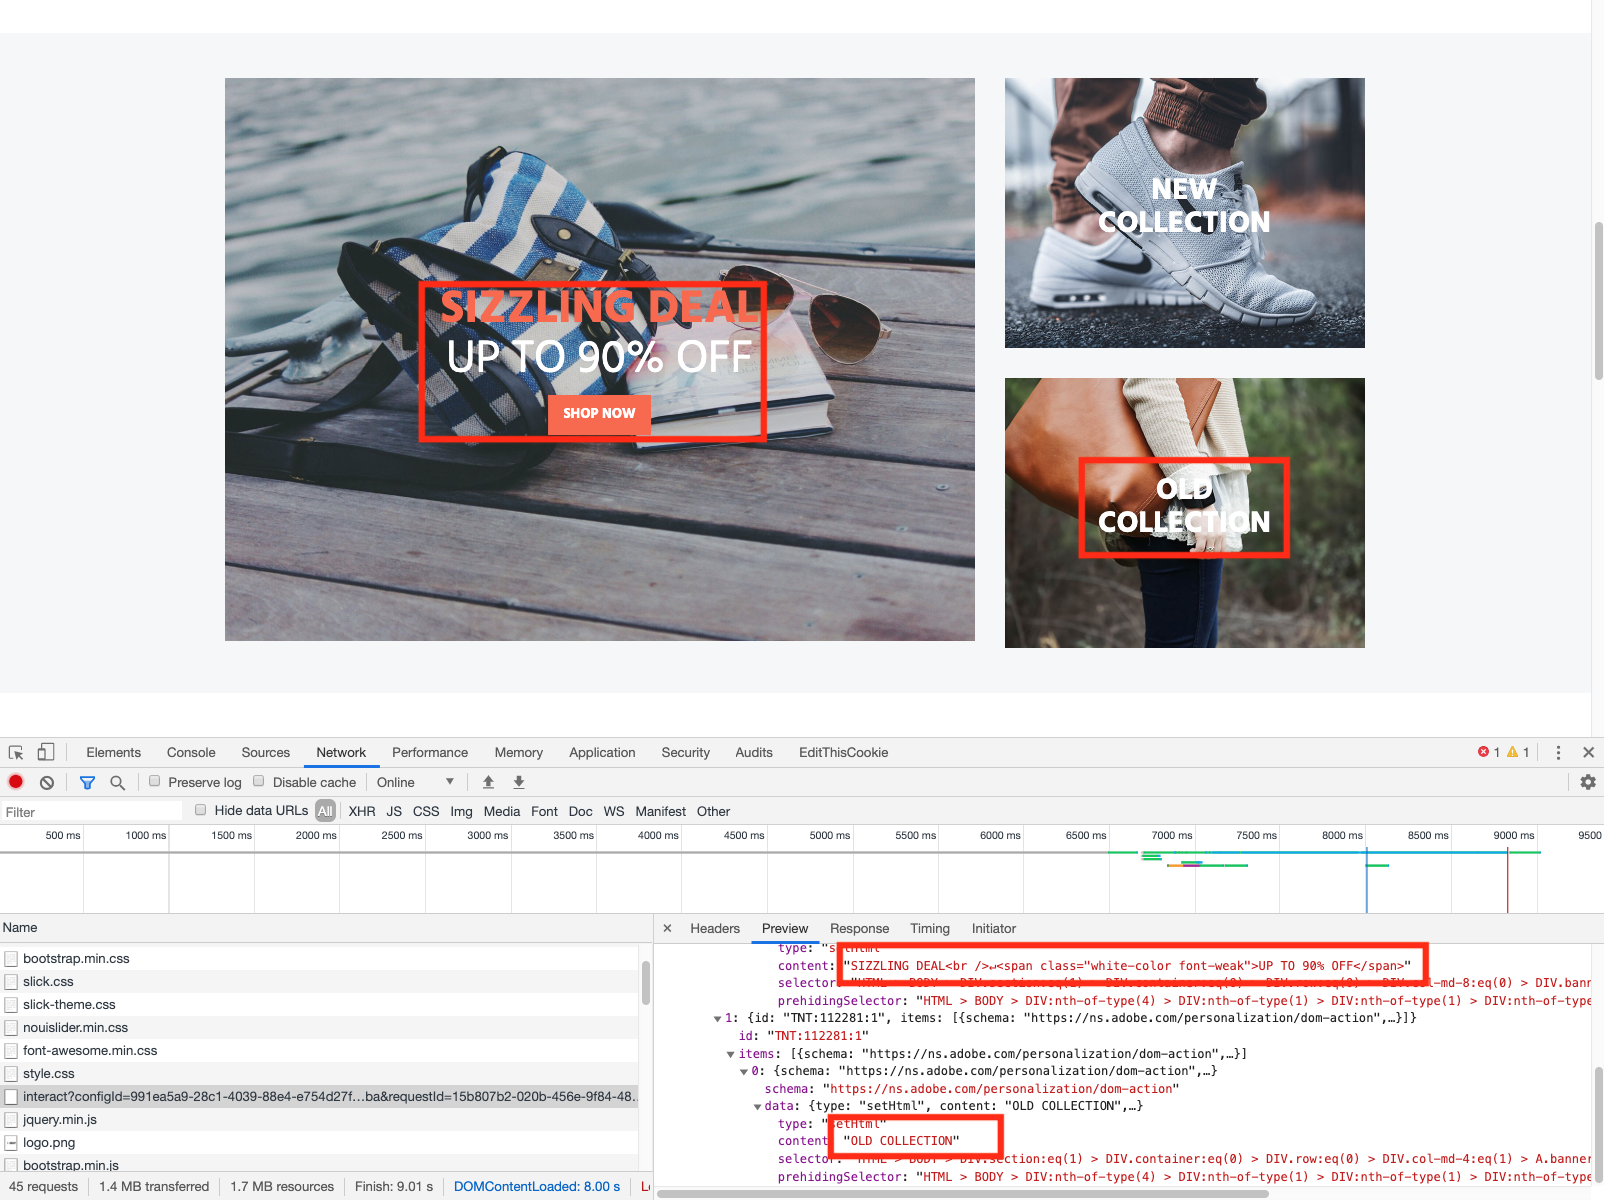 NEW
COLLECTION
SIZZLING DEAL
UP TO 90% OFF
SHOP NOW
OLD
COLLECTION
Elements Console Sources Network Performance Memory Application Security Audits EditThisCookie 1 1
Preserve log Disable cache Online
Filter Hide data URLs All XHR JS CSS Img Media Font Doc WS Manifest Other
500 ms 1000 ms 1500 ms 2000 ms 2500 ms 3000 ms 3500 ms 4000 ms 4500 ms 5000 ms 5500 ms 6000 ms 6500 ms 7000 ms 7500 ms 8000 ms 8500 ms 9000 ms 9500
Name
bootstrap.min.css
slick.css
slick-theme.css
nouislider.min.css
font-awesome.min.css
style.css
interact?configId=991ea5a9-28c1-4039-88e4-e754d27f...ba&requestId=15b807b2-020b-456e-9f84-48...
jquery.min.js
logo.png
bootstrap.min.js
45 requests 1.4 MB transferred 1.7 MB resources Finish: 9.01 s DOMContentLoaded: 8.00 s
Headers Preview Response Timing Initiator
type: "setHtml"
content: "SIZZLING DEAL<br />↵<span class="white-color font-weak">UP TO 90% OFF</span>"
selector: "HTML > BODY > DIV.section:eq(1) > DIV.container:eq(0) > DIV.row:eq(0) > DIV.col-md-8:eq(0) > DIV.bann
prehidingSelector: "HTML > BODY > DIV:nth-of-type(4) > DIV:nth-of-type(1) > DIV:nth-of-type(1) > DIV:nth-of-type
1: {id: "TNT:112281:1", items: [{schema: "https://ns.adobe.com/personalization/dom-action",…}]}
id: "TNT:112281:1"
items: [{schema: "https://ns.adobe.com/personalization/dom-action",…}]
0: {schema: "https://ns.adobe.com/personalization/dom-action",…}
schema: "https://ns.adobe.com/personalization/dom-action"
data: {type: "setHtml", content: "OLD COLLECTION",…}
type: "setHtml"
content "OLD COLLECTION"
selector: "HTML > BODY > DIV.section:eq(1) > DIV.container:eq(0) > DIV.row:eq(0) > DIV.col-md-4:eq(1) > A.banner
prehidingSelector: "HTML > BODY > DIV:nth-of-type(4) > DIV:nth-of-type(1) > DIV:nth-of-type(1) > DIV:nth-of-type